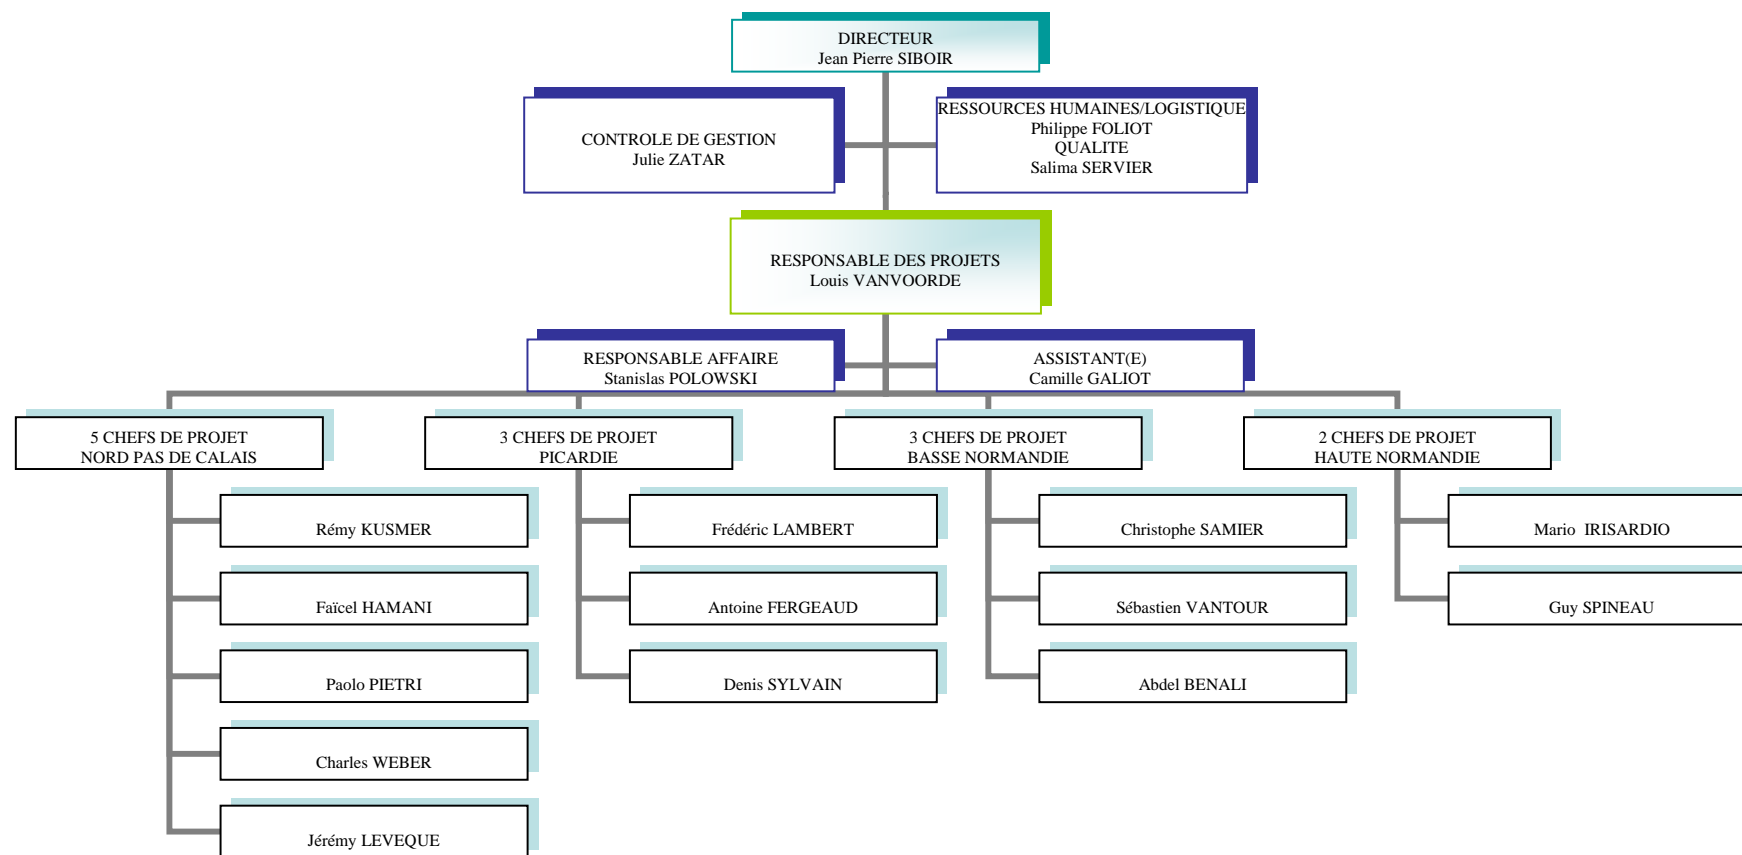 DIRECTEUR
Jean Pierre SIBOIR
CONTROLE DE GESTION
Julie ZATAR
RESSOURCES HUMAINES/LOGISTIQUE
Philippe FOLIOT
QUALITE
Salima SERVIER
RESPONSABLE DES PROJETS
Louis VANVOORDE
RESPONSABLE AFFAIRE
Stanislas POLOWSKI
ASSISTANT(E)
Camille GALIOT
5 CHEFS DE PROJET
NORD PAS DE CALAIS
Rémy KUSMER
Faïcel HAMANI
Paolo PIETRI
Charles WEBER
Jérémy LEVEQUE
3 CHEFS DE PROJET
PICARDIE
Frédéric LAMBERT
Antoine FERGEAUD
Denis SYLVAIN
3 CHEFS DE PROJET
BASSE NORMANDIE
Christophe SAMIER
Sébastien VANTOUR
Abdel BENALI
2 CHEFS DE PROJET
HAUTE NORMANDIE
Mario IRISARDIO
Guy SPINEAU